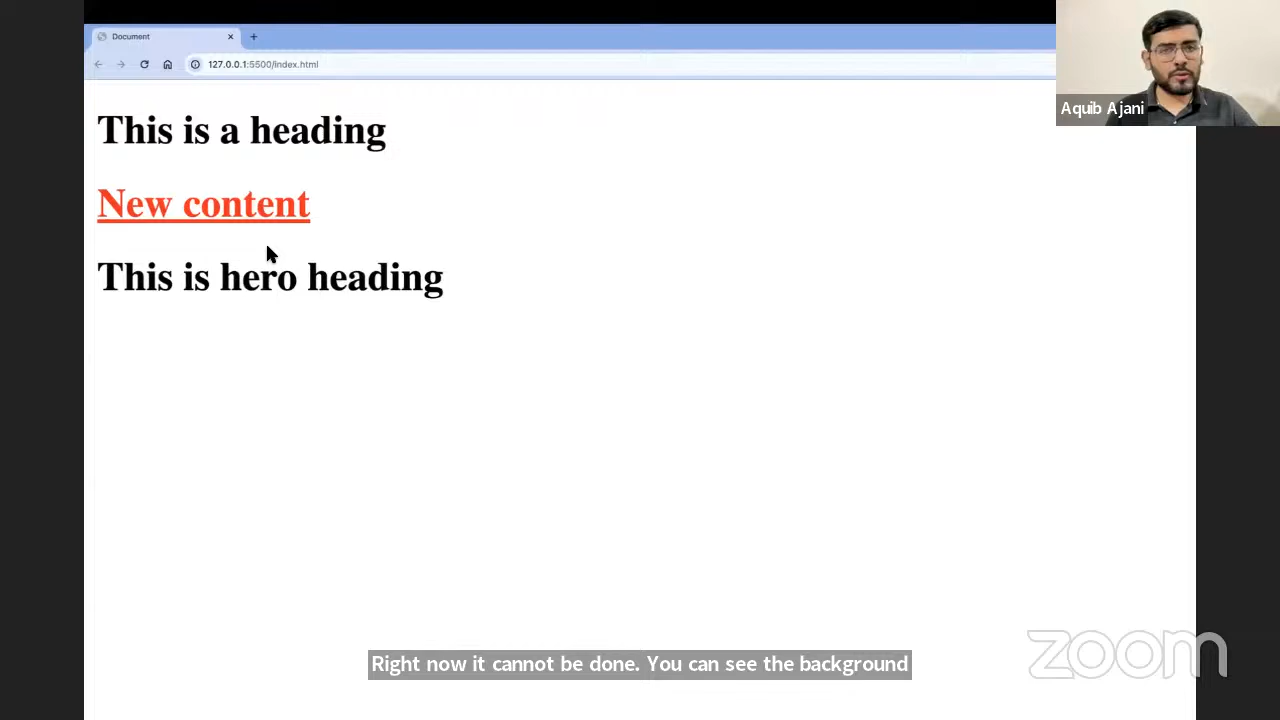 Document
127.0.0.1:5500/index.html
Aquib Ajani
This is a heading
New content
This is hero heading
Right now it cannot be done. You can see the background
zoom